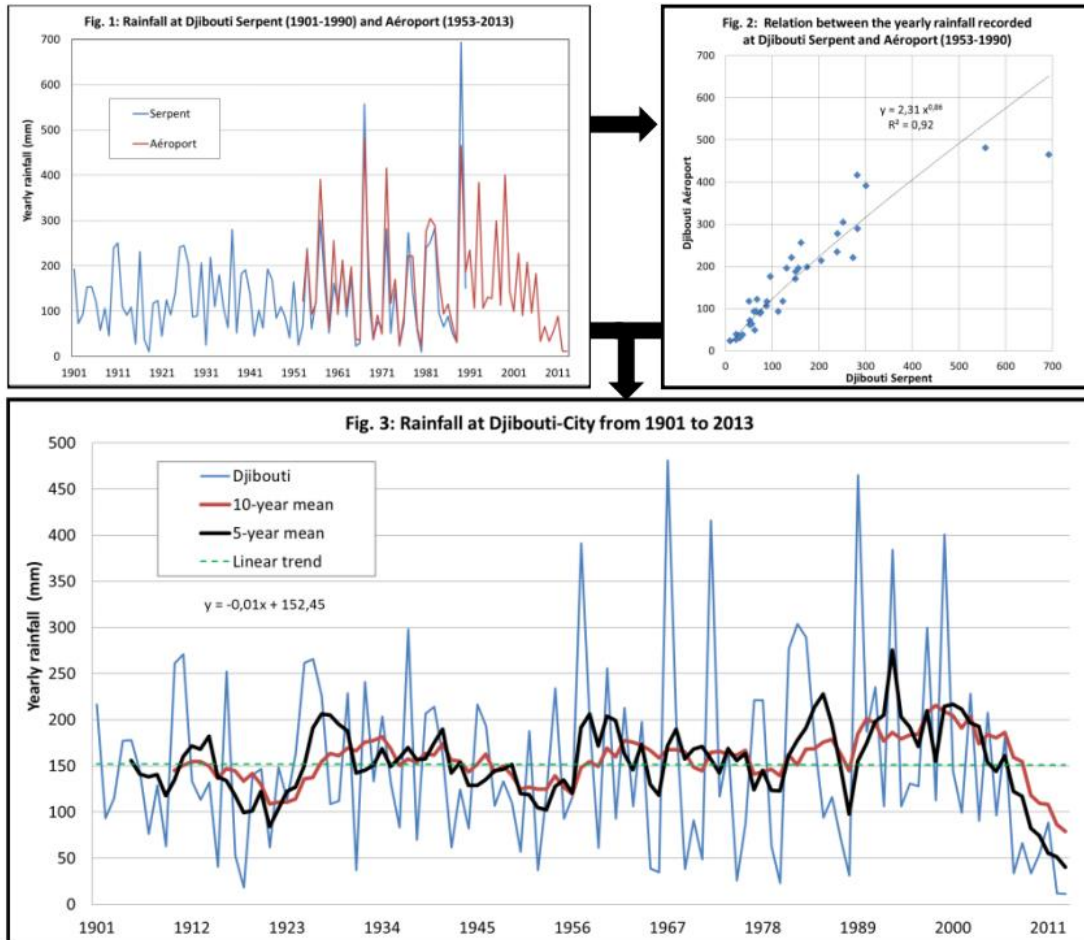 Fig. 1: Rainfall at Djibouti Serpent (1901-1990) and Aéroport (1953-2013)
700
600
500
400
300
200
100
0
Yearly rainfall (mm)
Serpent
Aéroport
1901 1911 1921 1931 1941 1951 1961 1971 1981 1991 2001 2011
Fig. 2: Relation between the yearly rainfall recorded
at Djibouti Serpent and Aéroport (1953-1990)
700
600
500
400
300
200
100
0
Djibouti Aéroport
y = 2,31 x^0,86
R² = 0,92
0 100 200 300 400 500 600 700
Djibouti Serpent
Fig. 3: Rainfall at Djibouti-City from 1901 to 2013
500
450
400
350
300
250
200
150
100
50
0
Yearly rainfall (mm)
Djibouti
10-year mean
5-year mean
Linear trend
y = -0,01x + 152,45
1901 1912 1923 1934 1945 1956 1967 1978 1989 2000 2011